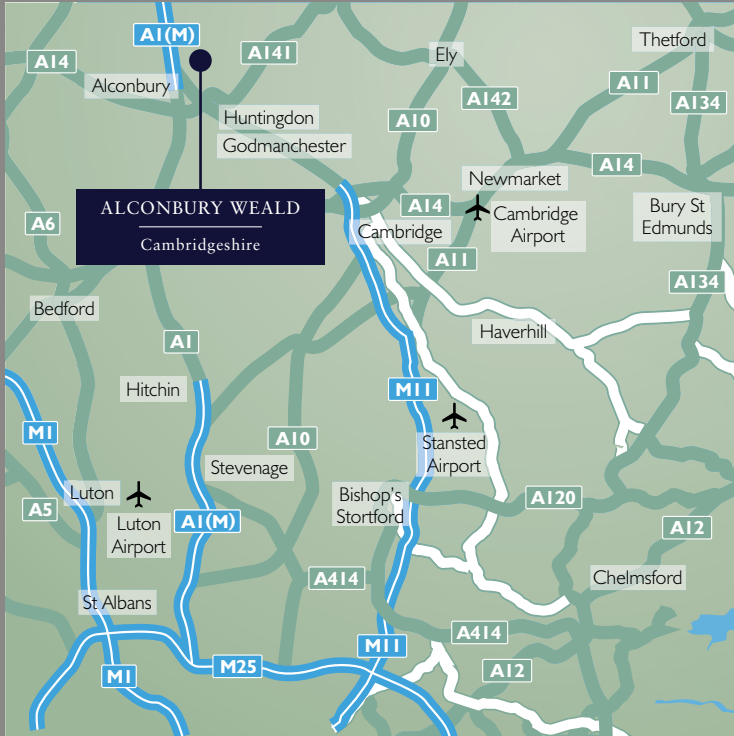 A1(M)
A141
Thetford
Ely
A14
Alconbury
A11
A142
A134
Huntingdon
A10
Godmanchester
A14
Newmarket
ALCONBURY WEALD
Cambridgeshire
A14
Cambridge
Airport
Bury St
Edmunds
A6
Cambridge
A11
A134
Bedford
Haverhill
A1
Hitchin
M11
M1
A10
Stansted
Airport
Stevenage
Luton
Bishop's
Stortford
A120
A5
Luton
Airport
A1(M)
A12
A414
Chelmsford
St Albans
A414
M11
M25
A12
M1